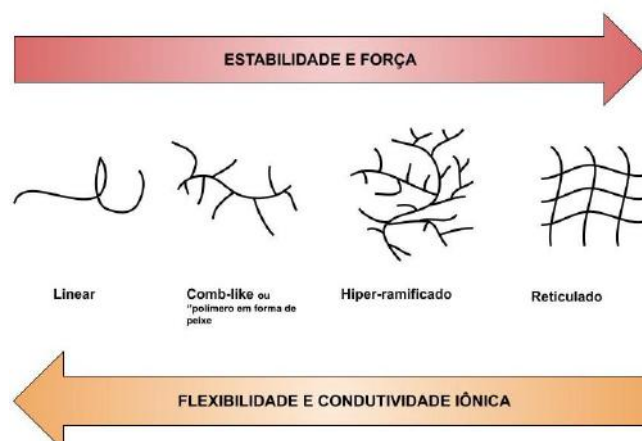 ESTABILIDADE E FORÇA
Linear
Comb-like ou
"polímero em forma de
peixe
Hiper-ramificado
Reticulado
FLEXIBILIDADE E CONDUTIVIDADE IÔNICA